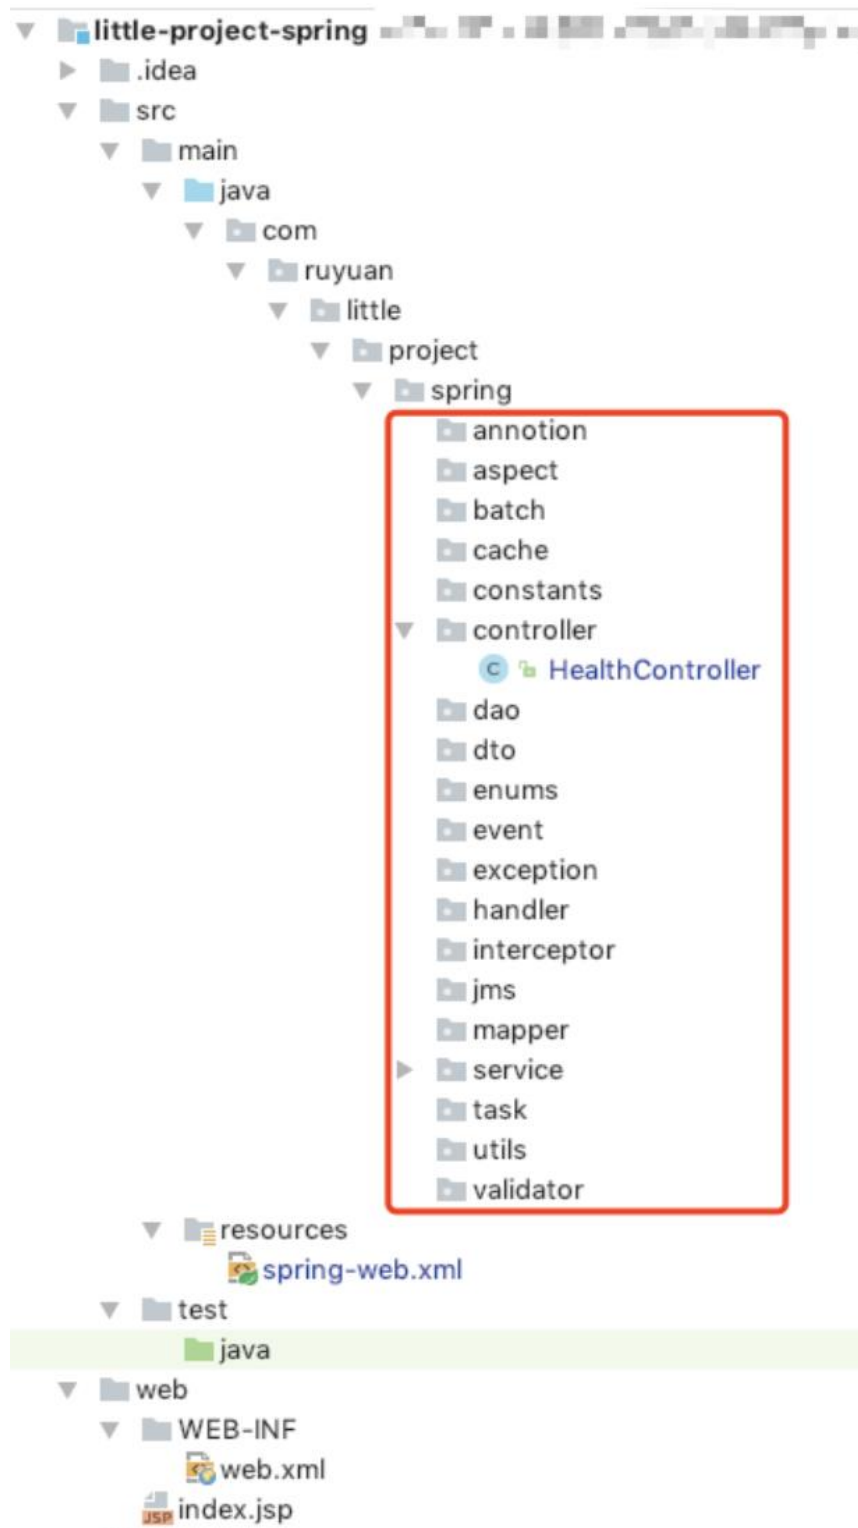 little-project-spring
.idea
src
main
java
com
ruyuan
little
project
spring
annotion
aspect
batch
cache
constants
controller
C HealthController
dao
dto
enums
event
exception
handler
interceptor
jms
mapper
service
task
utils
validator
resources
spring-web.xml
test
java
web
WEB-INF
web.xml
JSP index.jsp